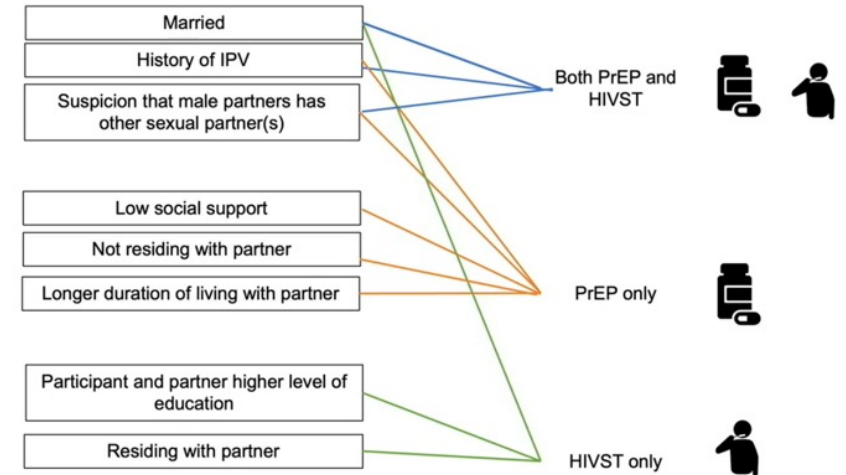 Married
History of IPV
Suspicion that male partners has
other sexual partner(s)
Both PrEP and
HIVST
Low social support
Not residing with partner
Longer duration of living with partner
PrEP only
Participant and partner higher level of
education
Residing with partner
HIVST only